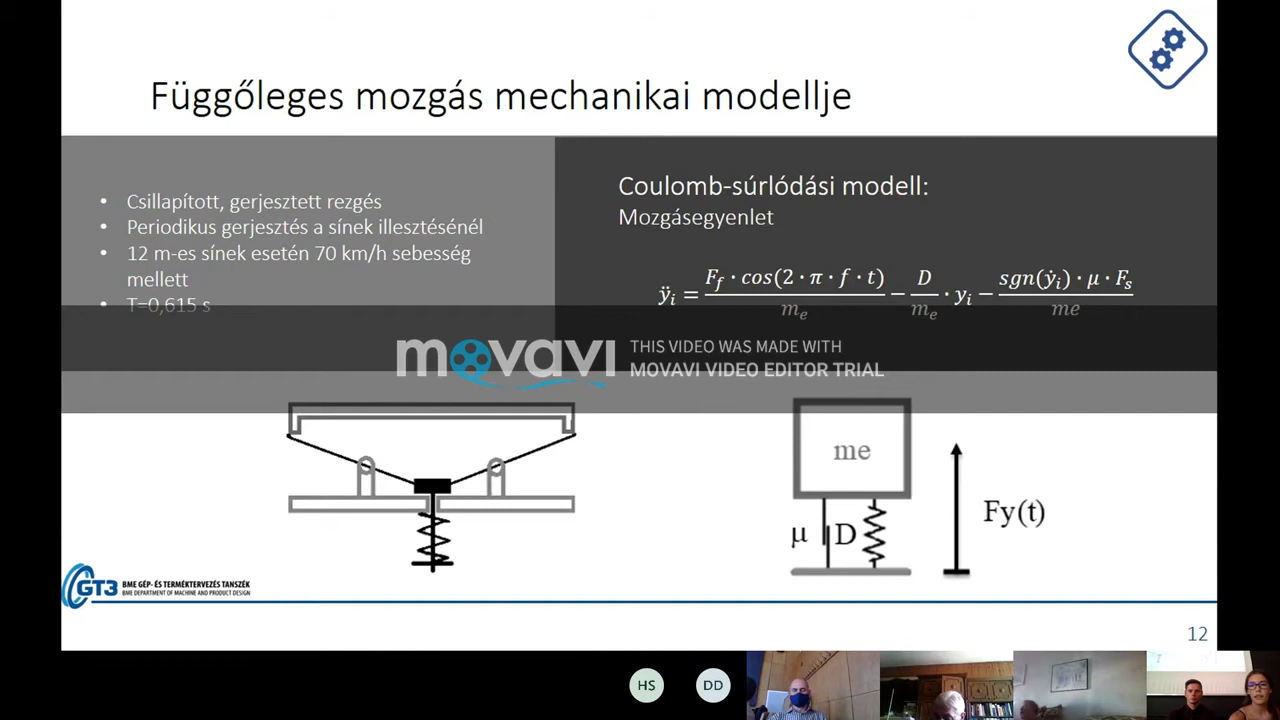 Függőleges mozgás mechanikai modellje
• Csillapított, gerjesztett rezgés
• Periodikus gerjesztés a sínek illesztésénél
• 12 m-es sínek esetén 70 km/h sebesség
mellett
• T=0,615 s
Coulomb-súrlódási modell:
Mozgásegyenlet
ÿᵢ = F_f · cos(2 · π · f · t) / mₑ − D / mₑ · yᵢ − sgn(ẏᵢ) · μ · Fₛ / me
movavi
THIS VIDEO WAS MADE WITH
MOVAVI VIDEO EDITOR TRIAL
me
μ D
Fy(t)
GT3
BME GÉP- ÉS TERMÉKTERVEZÉS TANSZÉK
BME DEPARTMENT OF MACHINE AND PRODUCT DESIGN
12
HS
DD